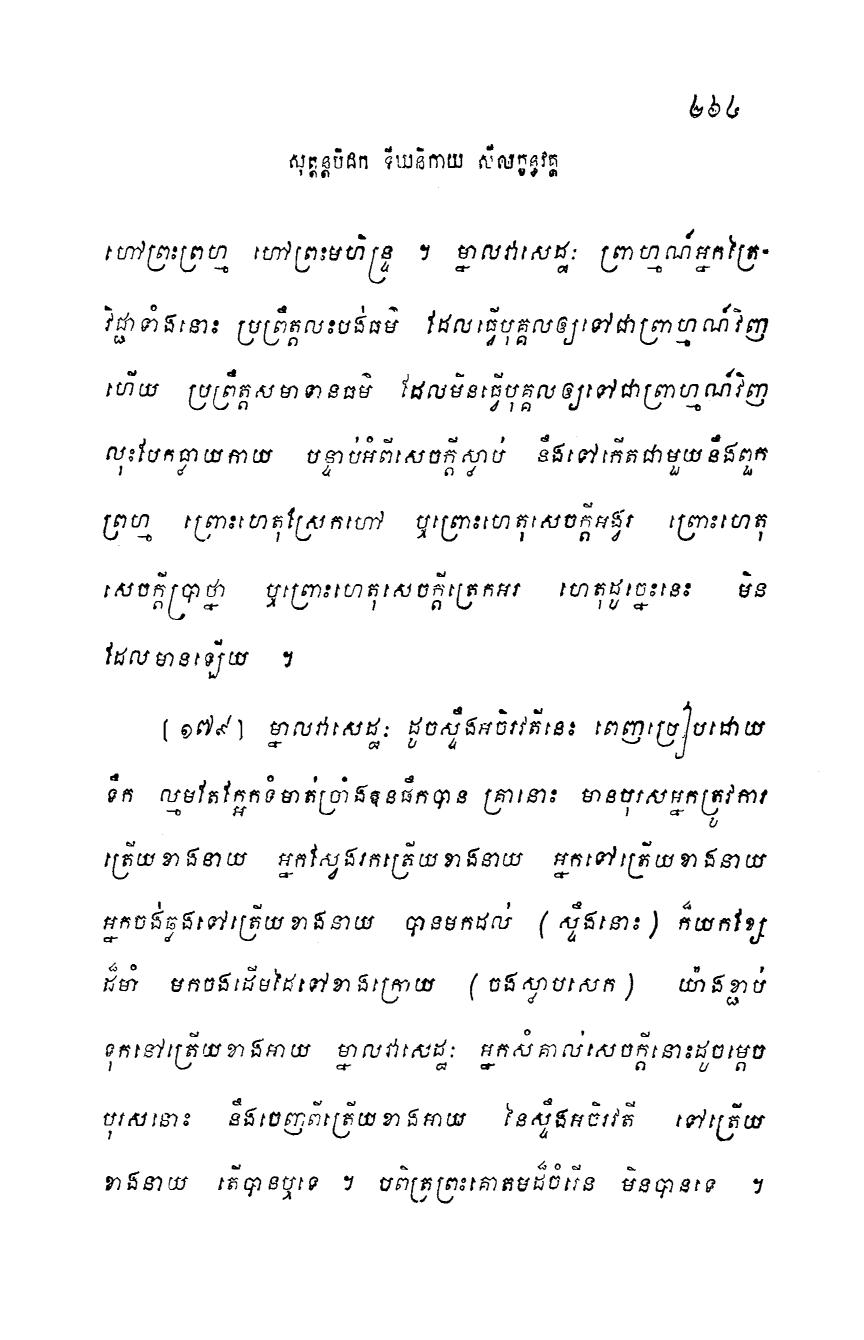 ២៦៤
សុត្តន្តបិដក ទីឃនិកាយ សីលក្ខន្ធវគ្គ
ហៅព្រះព្រហ្ម ហៅព្រះមហិន្ទ្រ ។ ម្នាលវាសេដ្ឋៈ ព្រាហ្មណ៍អ្នកត្រៃ-
វិជ្ជាទាំងនោះ ប្រព្រឹត្តលះបង់ធម៌ ដែលធ្វើបុគ្គលឲ្យទៅជាព្រាហ្មណ៍វិញ
ហើយ ប្រព្រឹត្តសមាទានធម៌ ដែលមិនធ្វើបុគ្គលឲ្យទៅជាព្រាហ្មណ៍វិញ
លុះបែកធ្លាយកាយ បន្ទាប់អំពីសេចក្តីស្លាប់ នឹងទៅកើតជាមួយនឹងពួក
ព្រហ្ម ព្រោះហេតុស្រែកហៅ ឬព្រោះហេតុសេចក្តីអង្វរ ព្រោះហេតុ
សេចក្តីប្រាថ្នា ឬព្រោះហេតុសេចក្តីត្រេកអរ ហេតុដូច្នេះនេះ មិន
ដែលមានឡើយ ។
[១៧៩] ម្នាលវាសេដ្ឋៈ ដូចស្ទឹងអចិរវតីនេះ ពេញប្រៀបដោយ
ទឹក ល្មមតែក្អែកទំមាត់ច្រាំងឱនផឹកបាន គ្រានោះ មានបុរសអ្នកត្រូវការ
ត្រើយខាងនាយ អ្នកស្វែងរកត្រើយខាងនាយ អ្នកទៅត្រើយខាងនាយ
អ្នកចង់ឆ្លងទៅត្រើយខាងនាយ បានមកដល់ (ស្ទឹងនោះ) ក៏យកខ្សែ
ដ៏មាំ មកចងដើមដៃទៅខាងក្រោយ (ចងស្លាបសេក) យ៉ាងខ្ជាប់
ទុកនៅត្រើយខាងអាយ ម្នាលវាសេដ្ឋៈ អ្នកសំគាល់សេចក្តីនោះដូចម្តេច
បុរសនោះ នឹងចេញពីត្រើយខាងអាយ នៃស្ទឹងអចិរវតី ទៅត្រើយ
ខាងនាយ តើបានឬទេ ។ បពិត្រព្រះគោតមដ៏ចំរើន មិនបានទេ ។